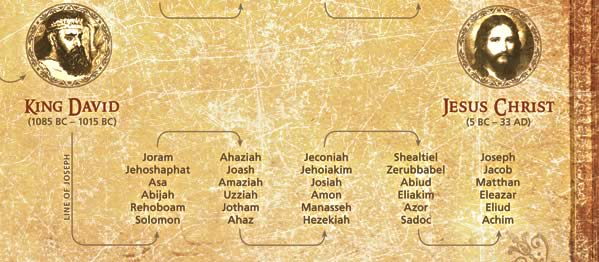 KING DAVID
(1085 BC – 1015 BC)
JESUS CHRIST
(5 BC – 33 AD)
LINE OF JOSEPH
Joram
Jehoshaphat
Asa
Abijah
Rehoboam
Solomon
Ahaziah
Joash
Amaziah
Uzziah
Jotham
Ahaz
Jeconiah
Jehoiakim
Josiah
Amon
Manasseh
Hezekiah
Shealtiel
Zerubbabel
Abiud
Eliakim
Azor
Sadoc
Joseph
Jacob
Matthan
Eleazar
Eliud
Achim